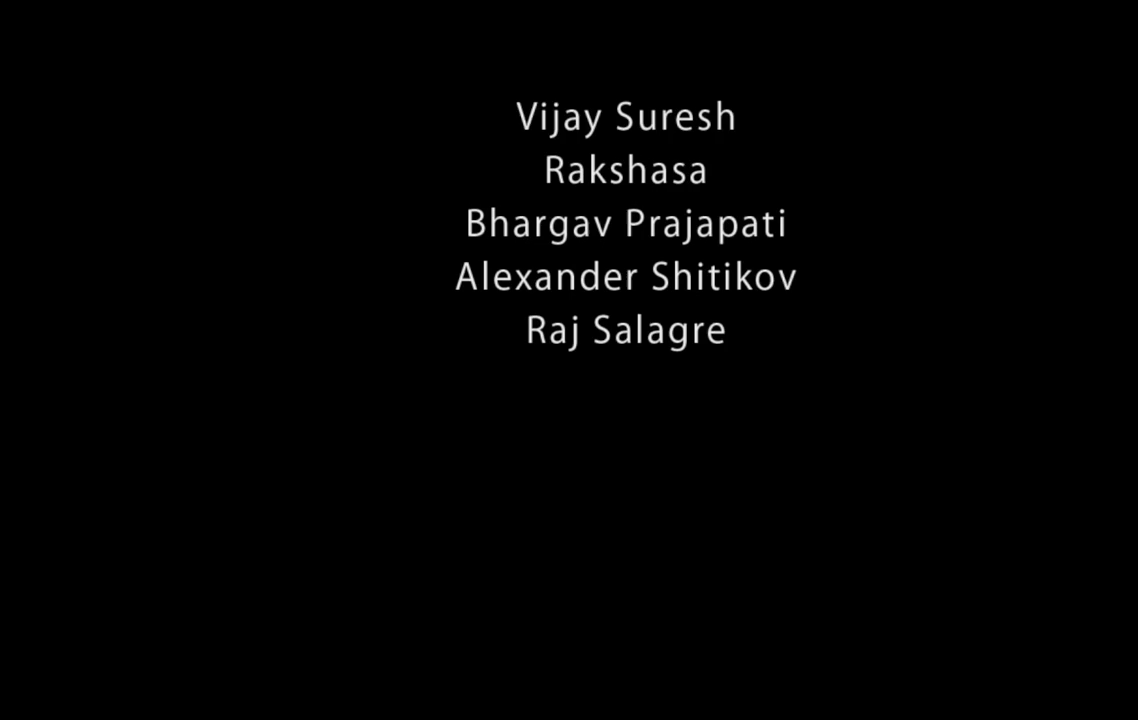 Vijay Suresh
Rakshasa
Bhargav Prajapati
Alexander Shitikov
Raj Salagre